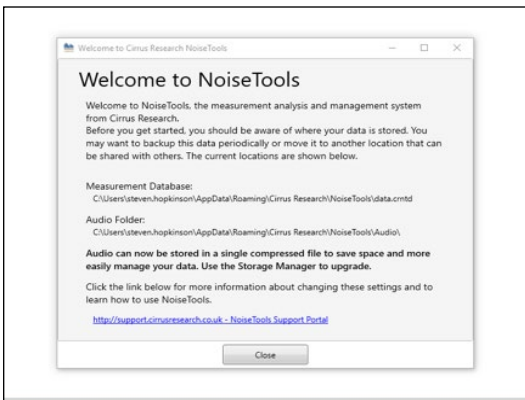 Welcome to Cirrus Research NoiseTools
Welcome to NoiseTools
Welcome to NoiseTools, the measurement analysis and management system
from Cirrus Research.
Before you get started, you should be aware of where your data is stored. You
may want to backup this data periodically or move it to another location that can
be shared with others. The current locations are shown below.
Measurement Database:
C:\Users\steven.hopkinson\AppData\Roaming\Cirrus Research\NoiseTools\data.crntd
Audio Folder:
C:\Users\steven.hopkinson\AppData\Roaming\Cirrus Research\NoiseTools\Audio\
Audio can now be stored in a single compressed file to save space and more
easily manage your data. Use the Storage Manager to upgrade.
Click the link below for more information about changing these settings and to
learn how to use NoiseTools.
http://support.cirrusresearch.co.uk - NoiseTools Support Portal
Close